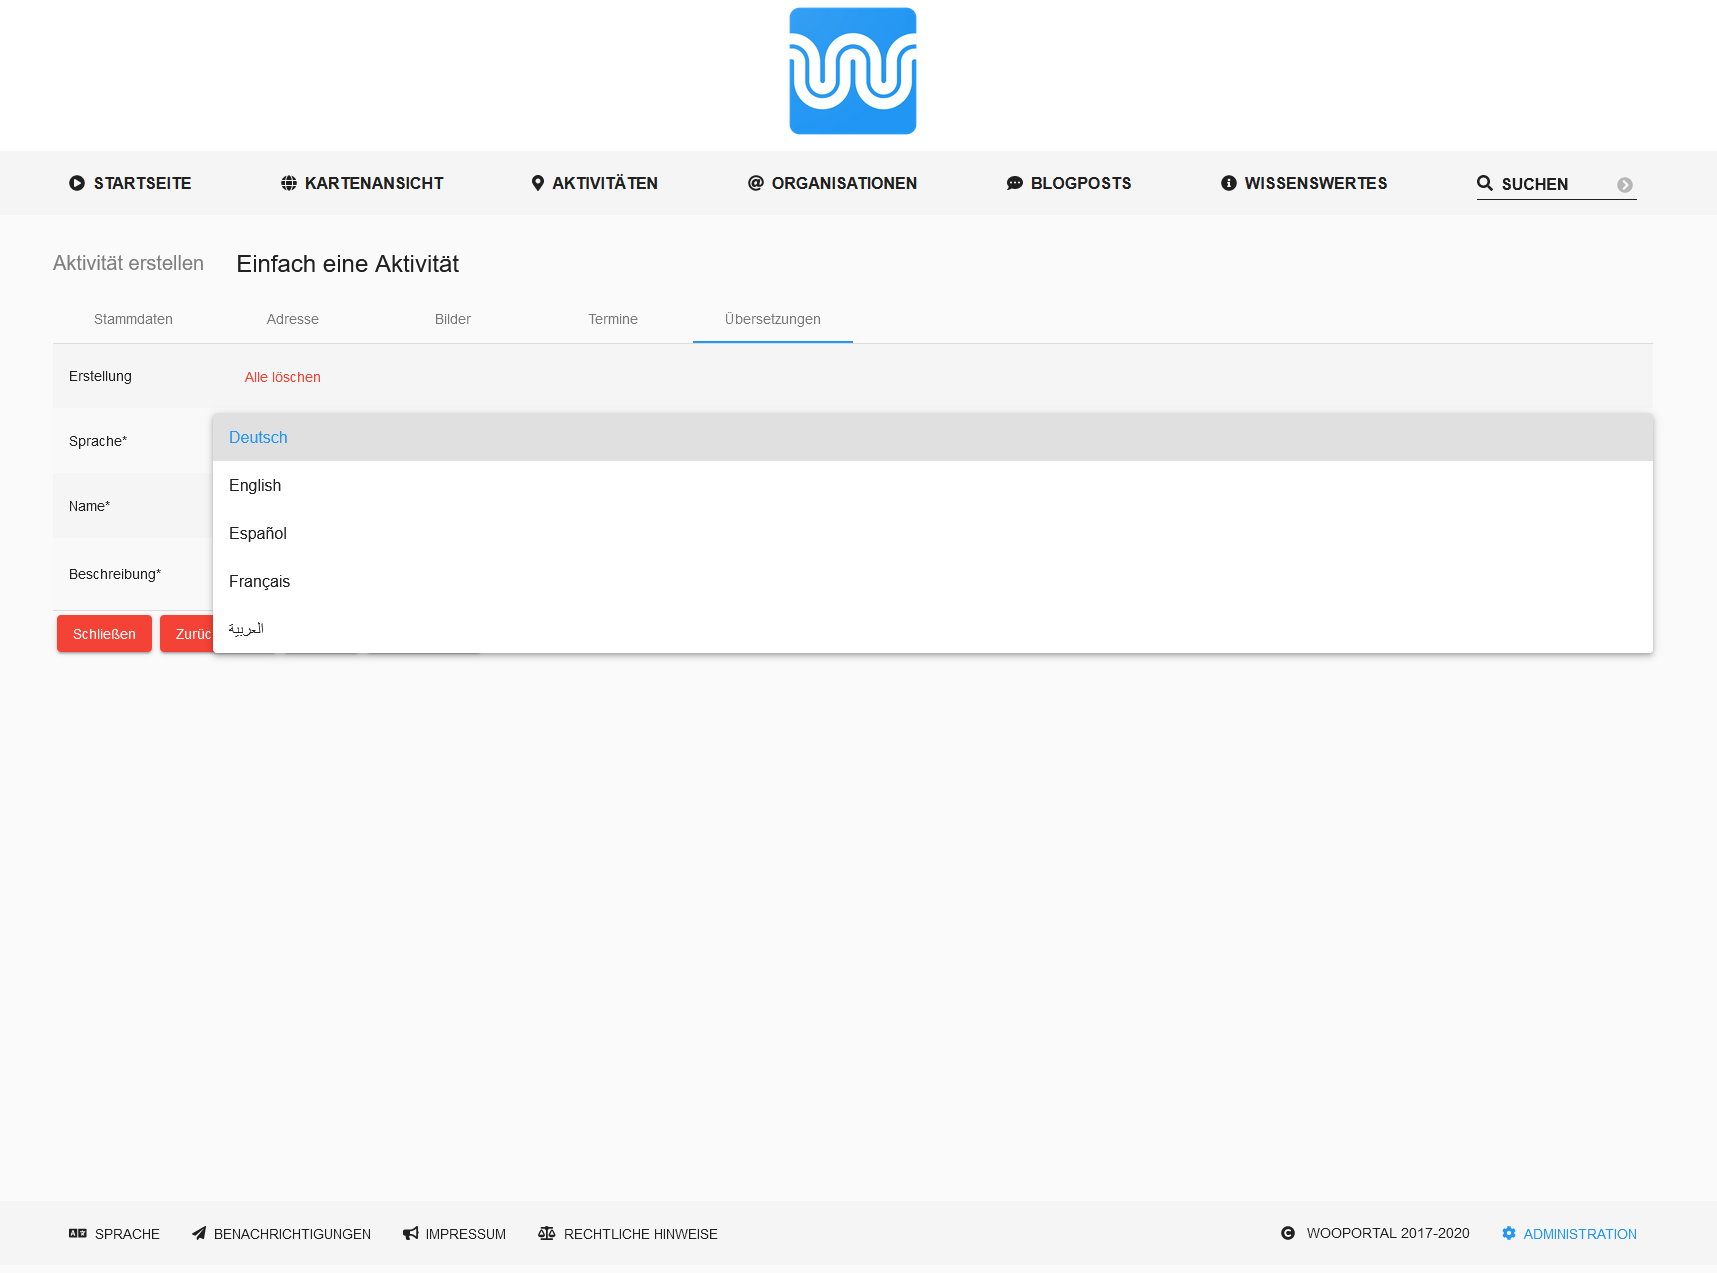 STARTSEITE KARTENANSICHT AKTIVITÄTEN ORGANISATIONEN BLOGPOSTS WISSENSWERTES SUCHEN
Aktivität erstellen Einfach eine Aktivität
Stammdaten Adresse Bilder Termine Übersetzungen
Erstellung Alle löschen
Sprache* Deutsch
English
Name*
Español
Beschreibung* Français
Schließen العربية
SPRACHE BENACHRICHTIGUNGEN IMPRESSUM RECHTLICHE HINWEISE WOOPORTAL 2017-2020 ADMINISTRATION